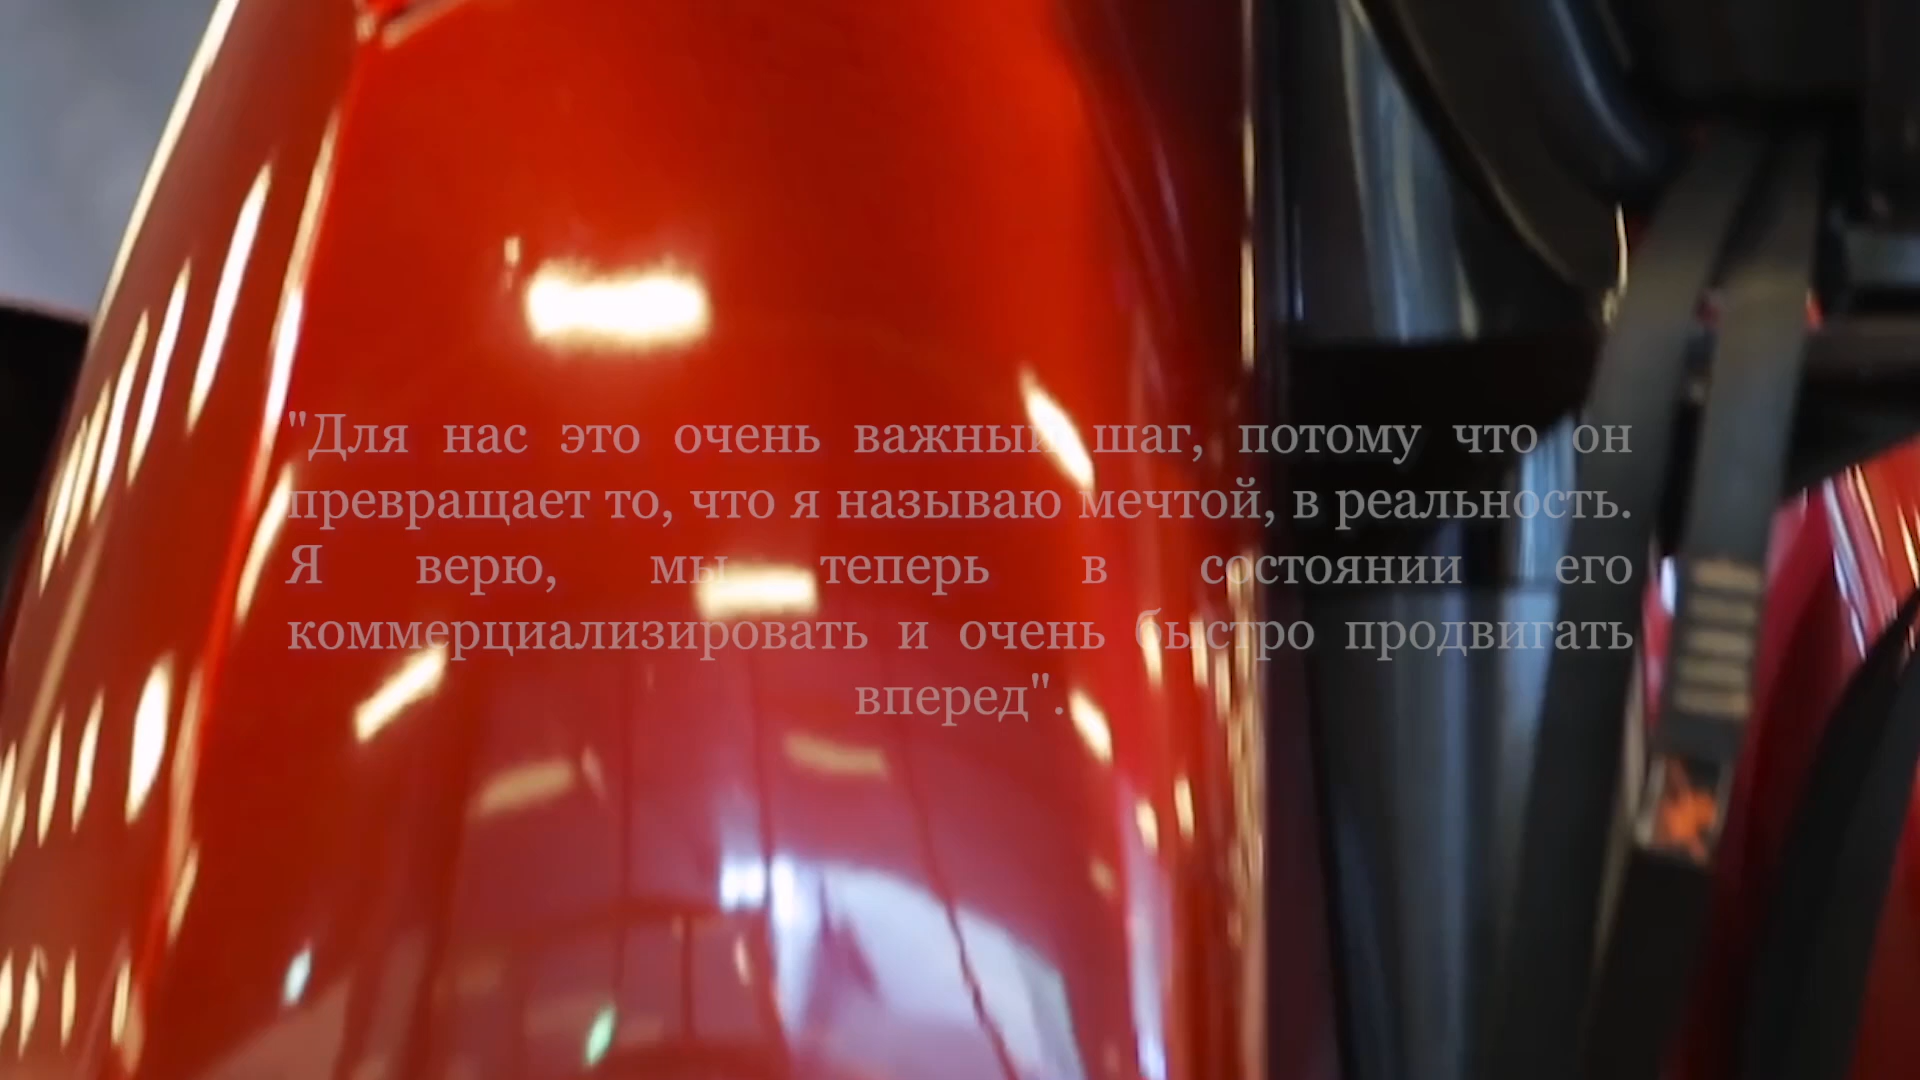 "Для нас это очень важный шаг, потому что он
превращает то, что я называю мечтой, в реальность.
Я верю, мы теперь в состоянии его
коммерциализировать и очень быстро продвигать
вперед".